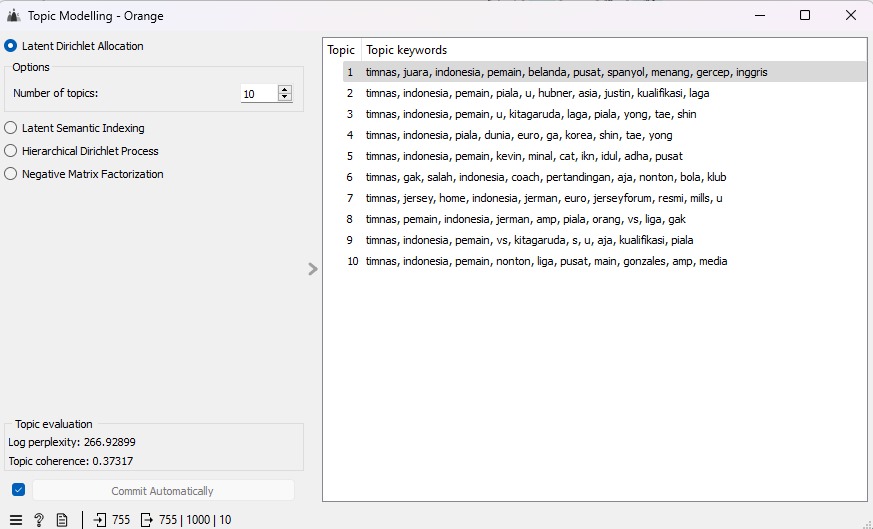 Topic Modelling - Orange
Latent Dirichlet Allocation
Options
Number of topics: 10
Latent Semantic Indexing
Hierarchical Dirichlet Process
Negative Matrix Factorization
Topic evaluation
Log perplexity: 266.92899
Topic coherence: 0.37317
Commit Automatically
755 755 | 1000 | 10
Topic Topic keywords
1 timnas, juara, indonesia, pemain, belanda, pusat, spanyol, menang, gercep, inggris
2 timnas, indonesia, pemain, piala, u, hubner, asia, justin, kualifikasi, laga
3 timnas, indonesia, pemain, u, kitagaruda, laga, piala, yong, tae, shin
4 timnas, indonesia, piala, dunia, euro, ga, korea, shin, tae, yong
5 timnas, indonesia, pemain, kevin, minal, cat, ikn, idul, adha, pusat
6 timnas, gak, salah, indonesia, coach, pertandingan, aja, nonton, bola, klub
7 timnas, jersey, home, indonesia, jerman, euro, jerseyforum, resmi, mills, u
8 timnas, pemain, indonesia, jerman, amp, piala, orang, vs, liga, gak
9 timnas, indonesia, pemain, vs, kitagaruda, s, u, aja, kualifikasi, piala
10 timnas, indonesia, pemain, nonton, liga, pusat, main, gonzales, amp, media